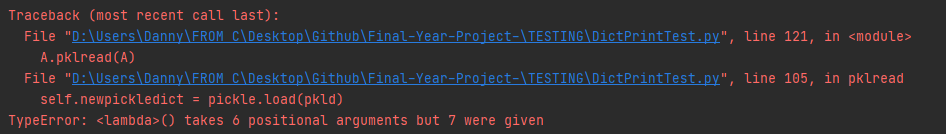 Traceback (most recent call last):
  File "D:\Users\Danny\FROM C\Desktop\Github\Final-Year-Project-\TESTING\DictPrintTest.py", line 121, in <module>
    A.pklread(A)
  File "D:\Users\Danny\FROM C\Desktop\Github\Final-Year-Project-\TESTING\DictPrintTest.py", line 105, in pklread
    self.newpickledict = pickle.load(pkld)
TypeError: <lambda>() takes 6 positional arguments but 7 were given